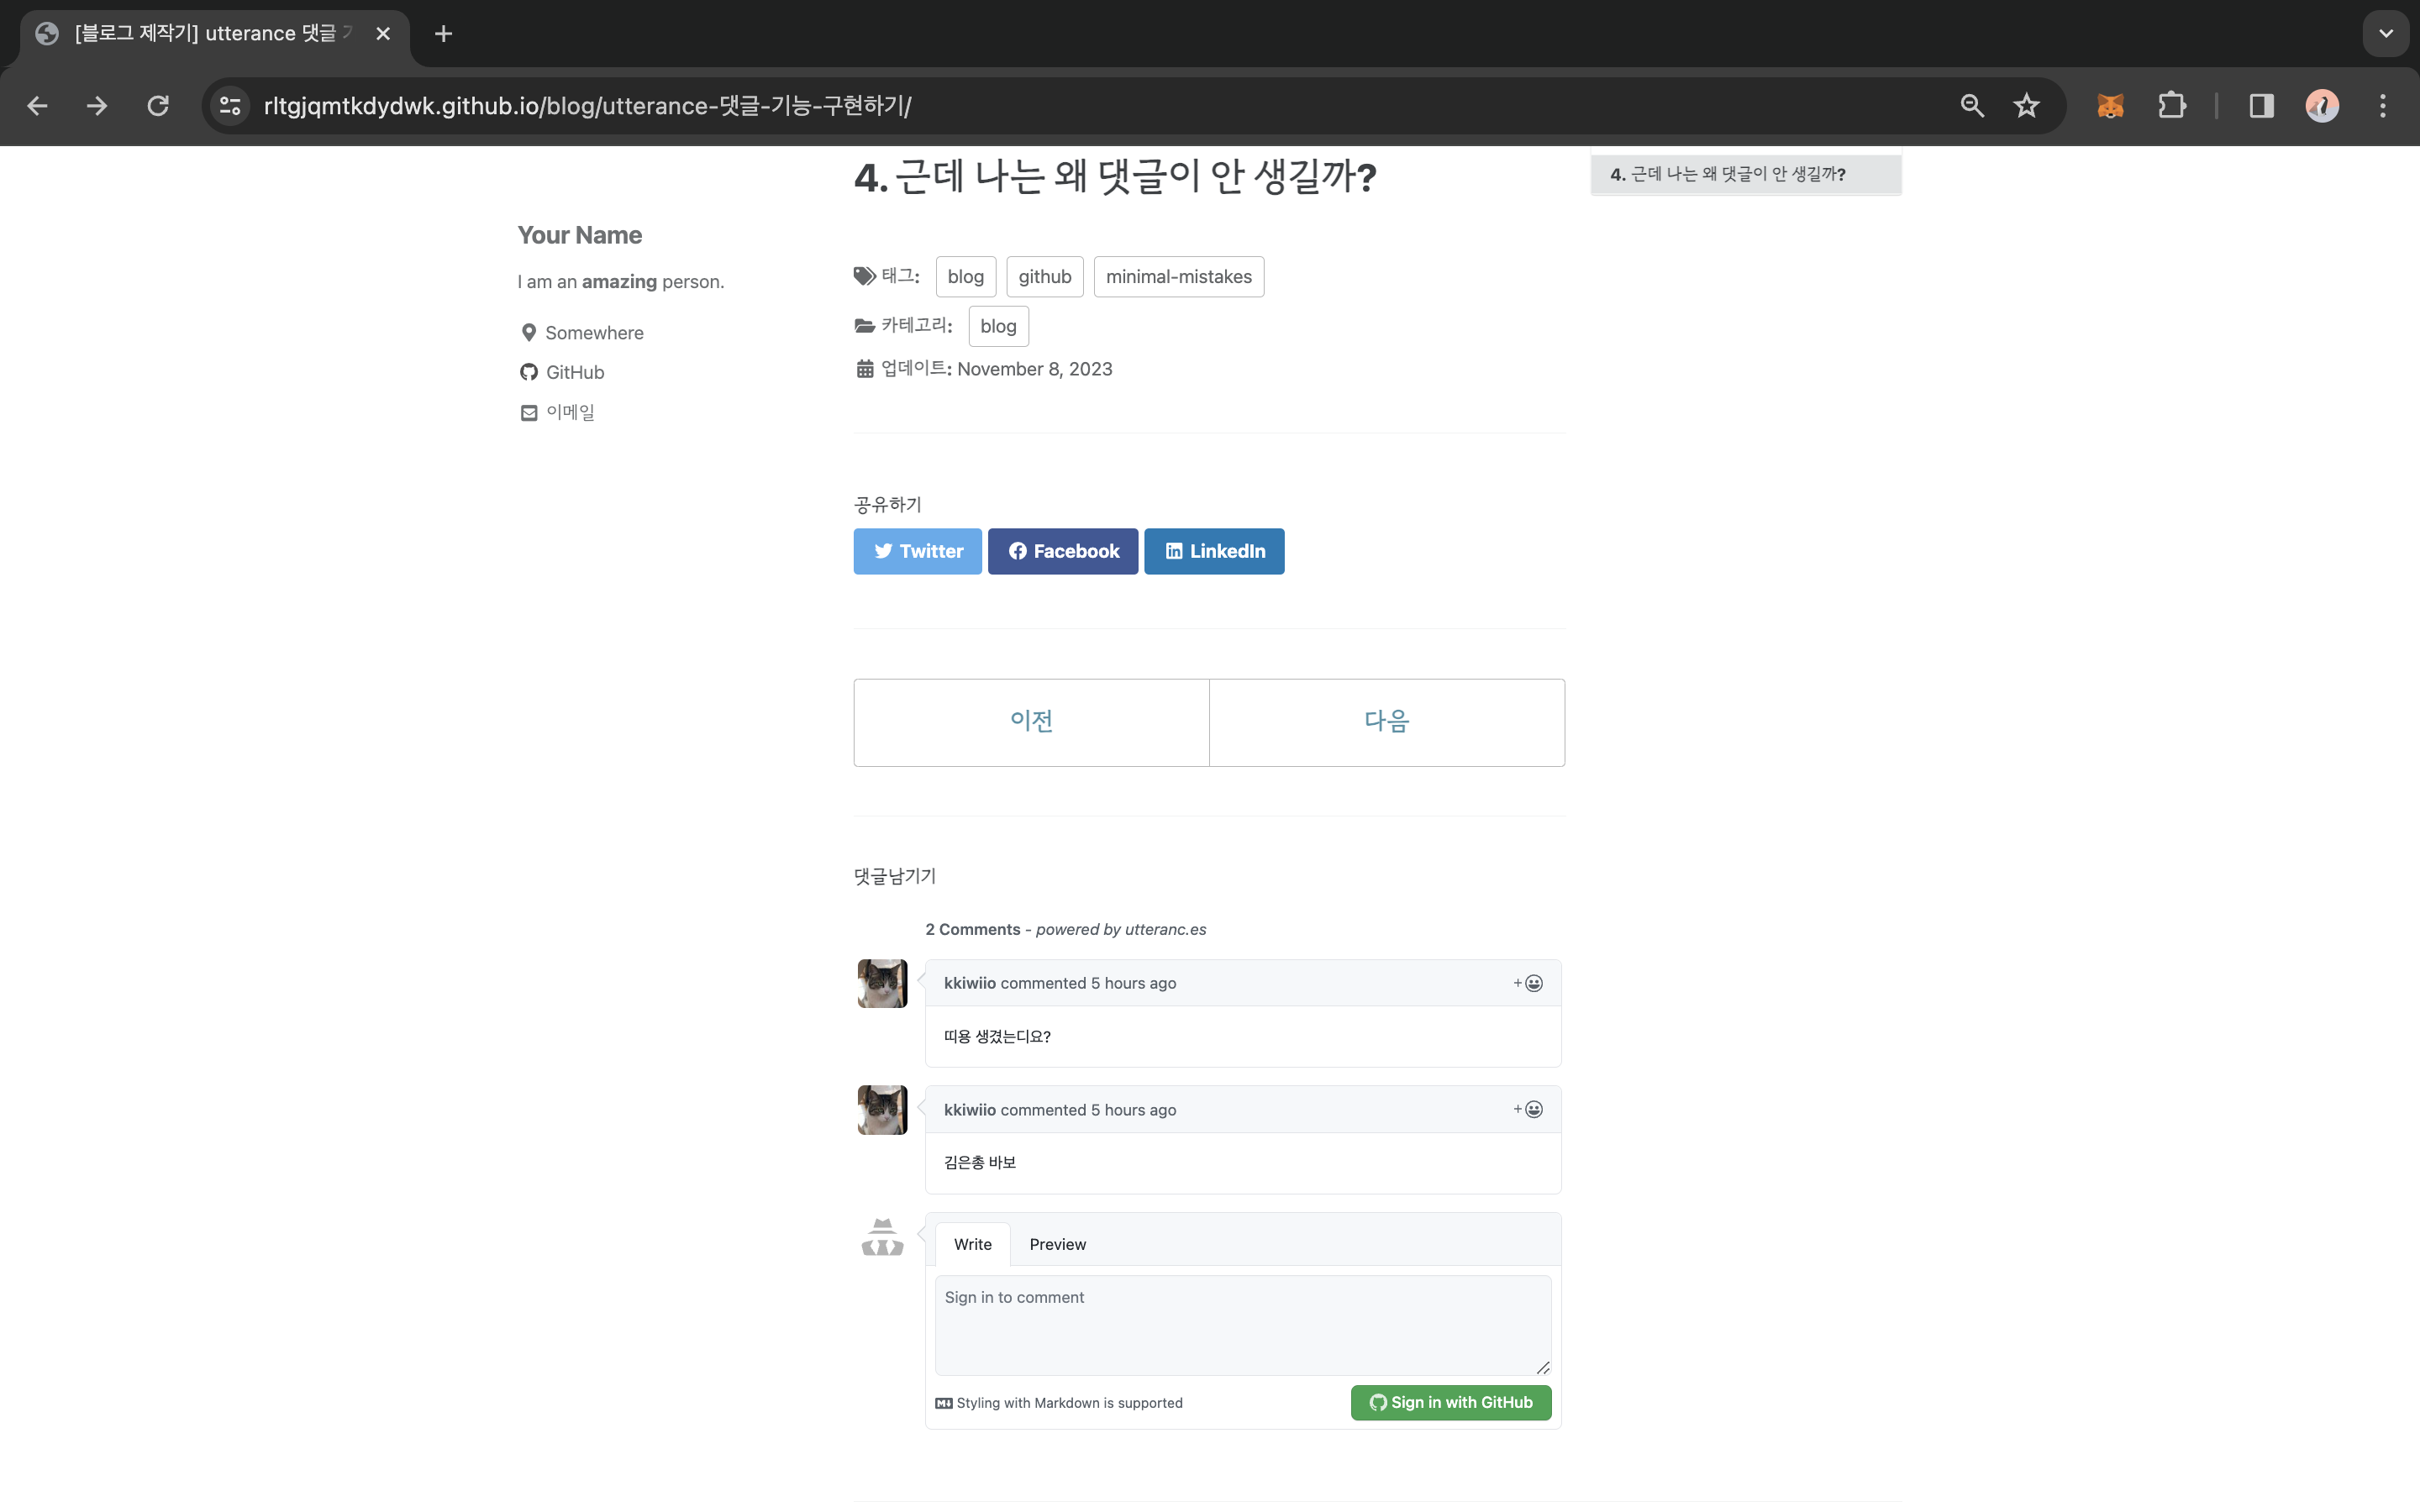 [블로그 제작기] utterance 댓글
rltgjqmtkdydwk.github.io/blog/utterance-댓글-기능-구현하기/
4. 근데 나는 왜 댓글이 안 생길까?
4. 근데 나는 왜 댓글이 안 생길까?
Your Name
I am an amazing person.
Somewhere
GitHub
이메일
태그: blog github minimal-mistakes
카테고리: blog
업데이트: November 8, 2023
공유하기
Twitter Facebook LinkedIn
이전 다음
댓글남기기
2 Comments - powered by utteranc.es
kkiwiio commented 5 hours ago
띠용 생겼는디요?
kkiwiio commented 5 hours ago
김은총 바보
Write Preview
Sign in to comment
Styling with Markdown is supported
Sign in with GitHub